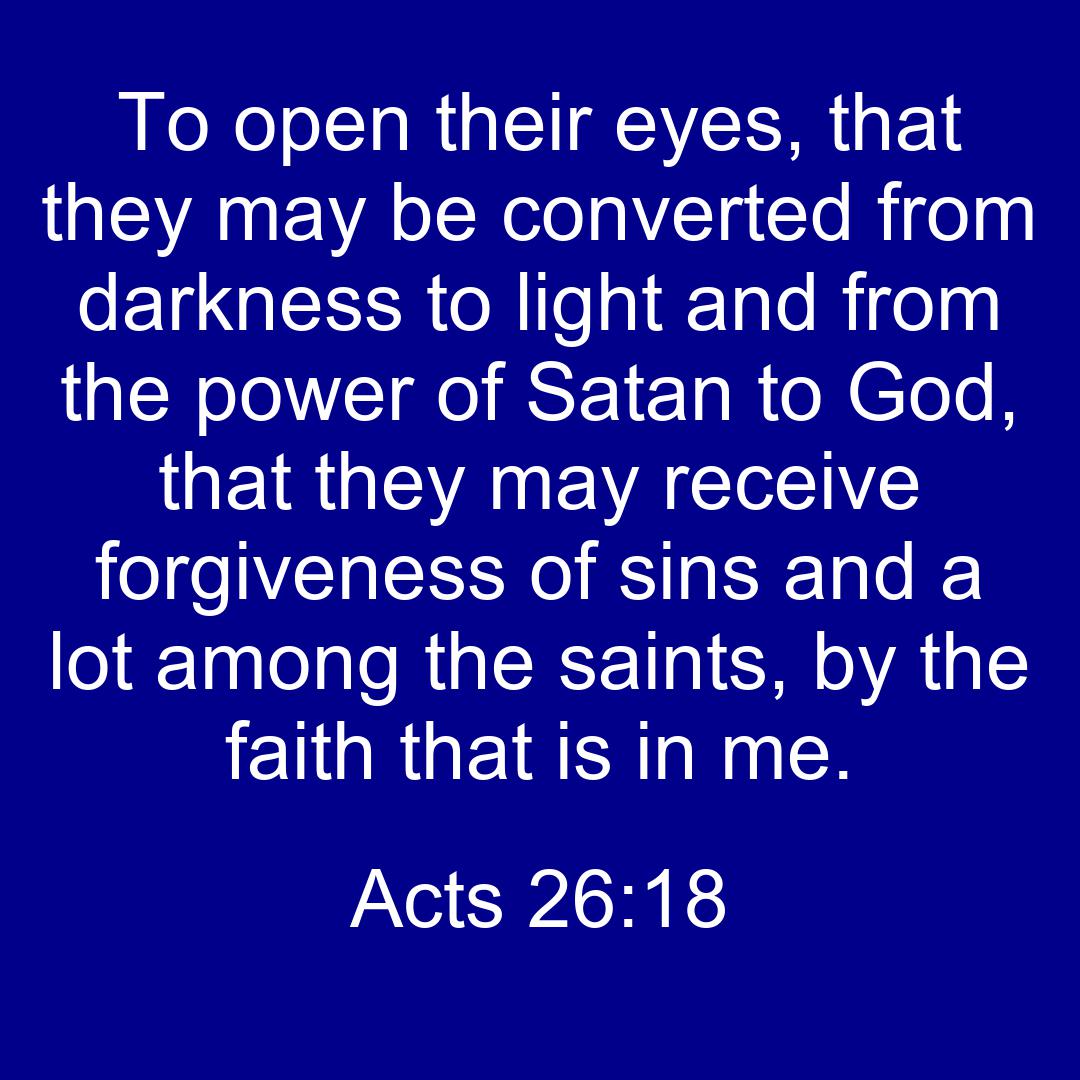 To open their eyes, that
they may be converted from
darkness to light and from
the power of Satan to God,
that they may receive
forgiveness of sins and a
lot among the saints, by the
faith that is in me.
Acts 26:18